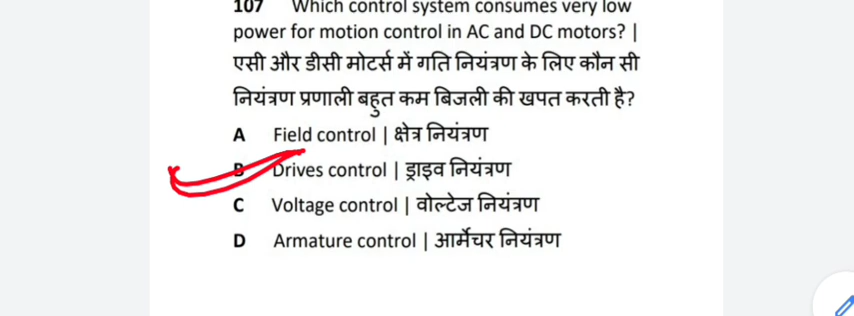 107 Which control system consumes very low
power for motion control in AC and DC motors? |
एसी और डीसी मोटर्स में गति नियंत्रण के लिए कौन सी
नियंत्रण प्रणाली बहुत कम बिजली की खपत करती है?
A Field control | क्षेत्र नियंत्रण
B Drives control | ड्राइव नियंत्रण
C Voltage control | वोल्टेज नियंत्रण
D Armature control | आर्मेचर नियंत्रण